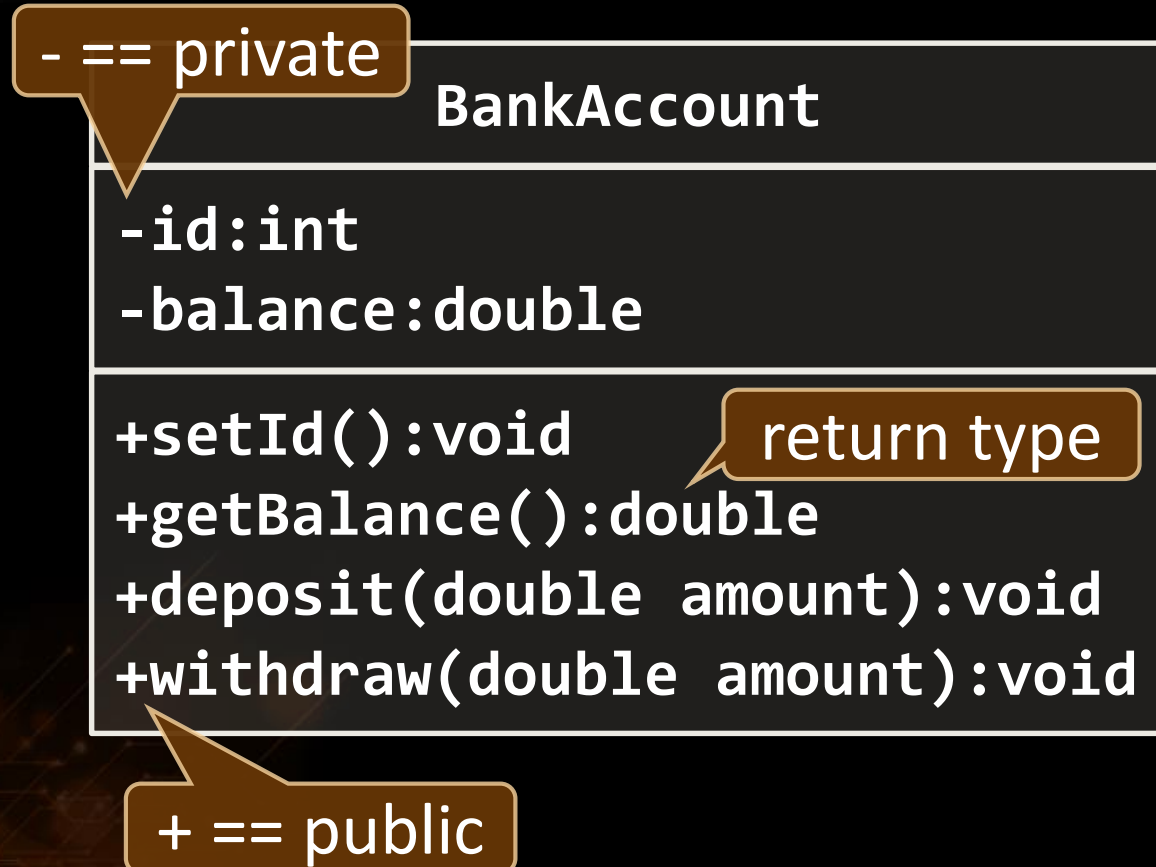 - == private
BankAccount
-id:int
-balance:double
+setId():void
return type
+getBalance():double
+deposit(double amount):void
+withdraw(double amount):void
+ == public